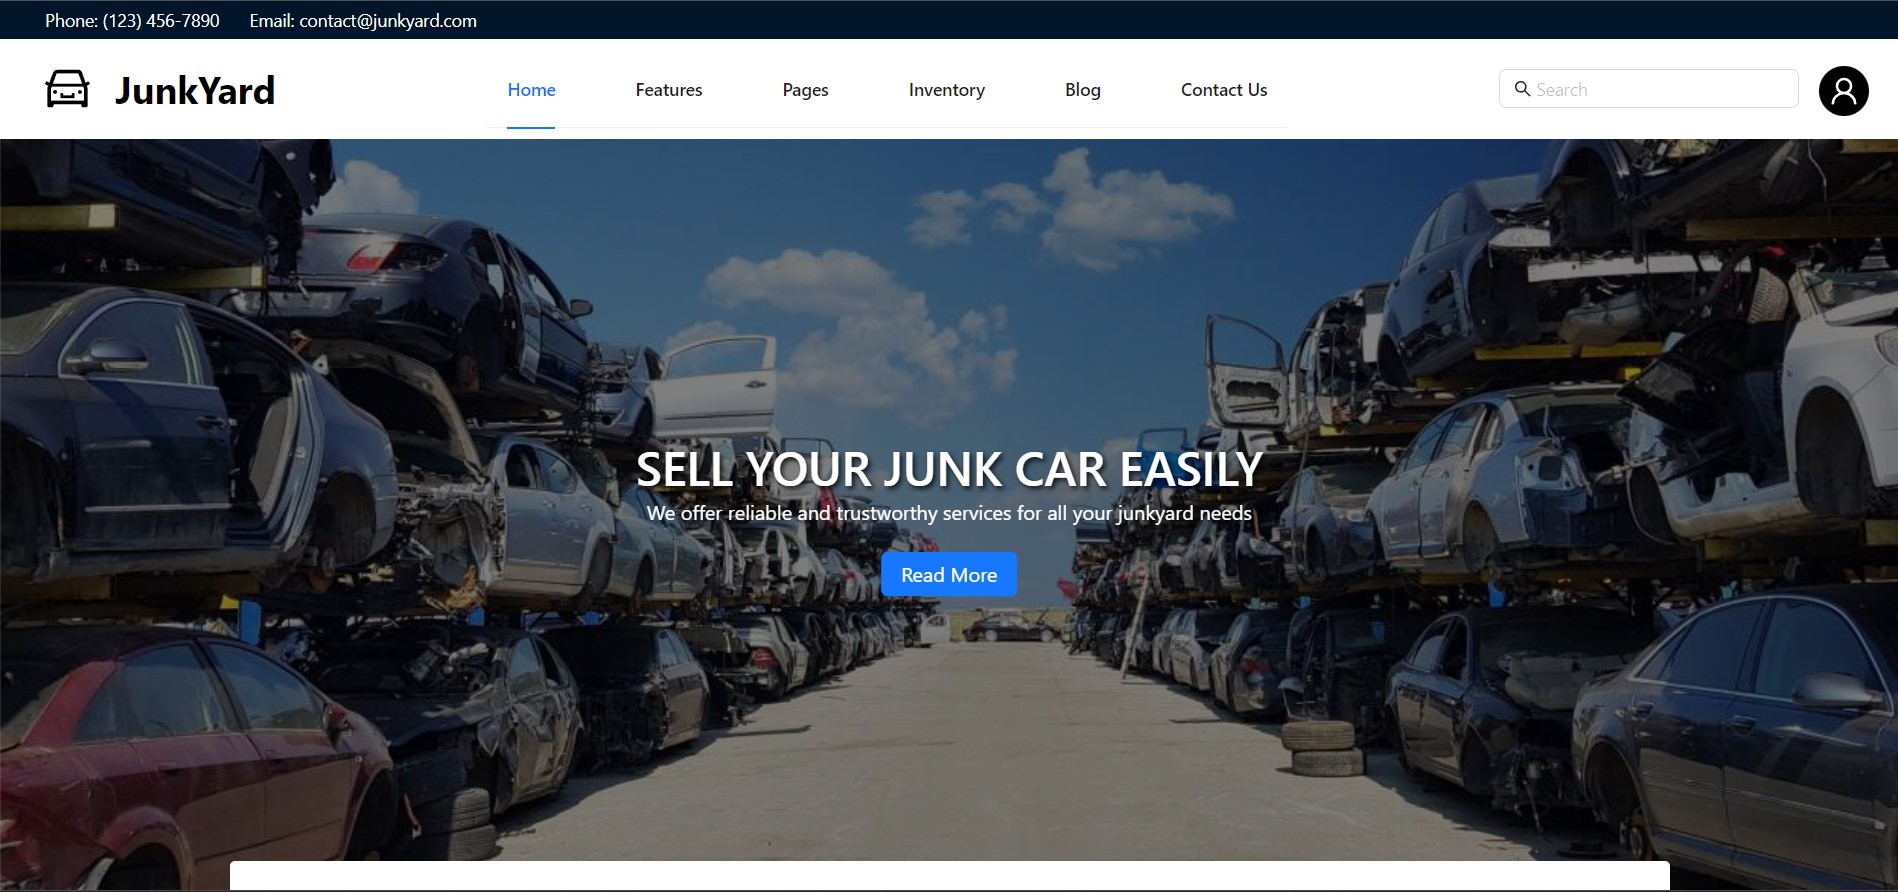 Phone: (123) 456-7890 Email: contact@junkyard.com
JunkYard
Home Features Pages Inventory Blog Contact Us
Search
SELL YOUR JUNK CAR EASILY
We offer reliable and trustworthy services for all your junkyard needs
Read More